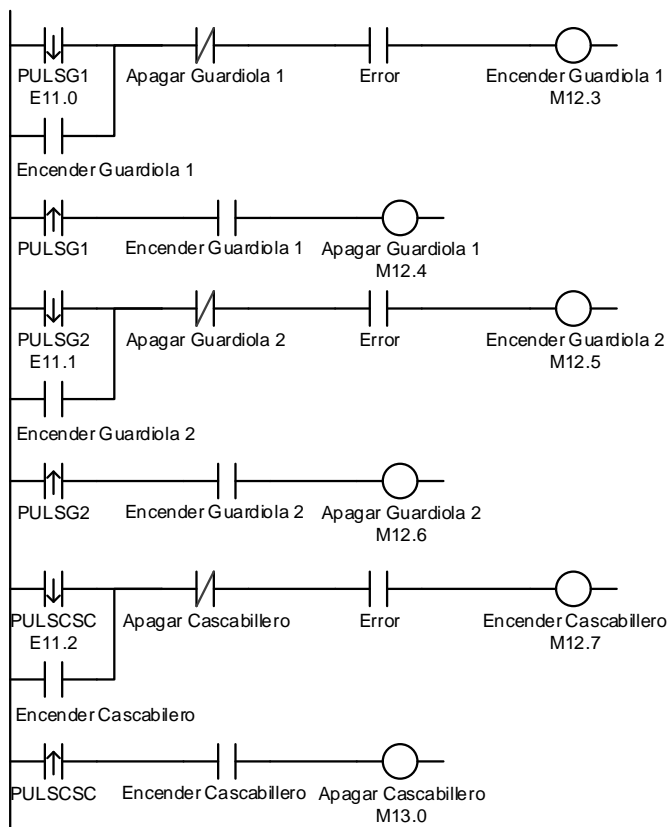 PULSG1 Apagar Guardiola 1 Error Encender Guardiola 1
E11.0 M12.3
Encender Guardiola 1
PULSG1 Encender Guardiola 1 Apagar Guardiola 1
M12.4
PULSG2 Apagar Guardiola 2 Error Encender Guardiola 2
E11.1 M12.5
Encender Guardiola 2
PULSG2 Encender Guardiola 2 Apagar Guardiola 2
M12.6
PULSCSC Apagar Cascabillero Error Encender Cascabillero
E11.2 M12.7
Encender Cascabilero
PULSCSC Encender Cascabillero Apagar Cascabillero
M13.0